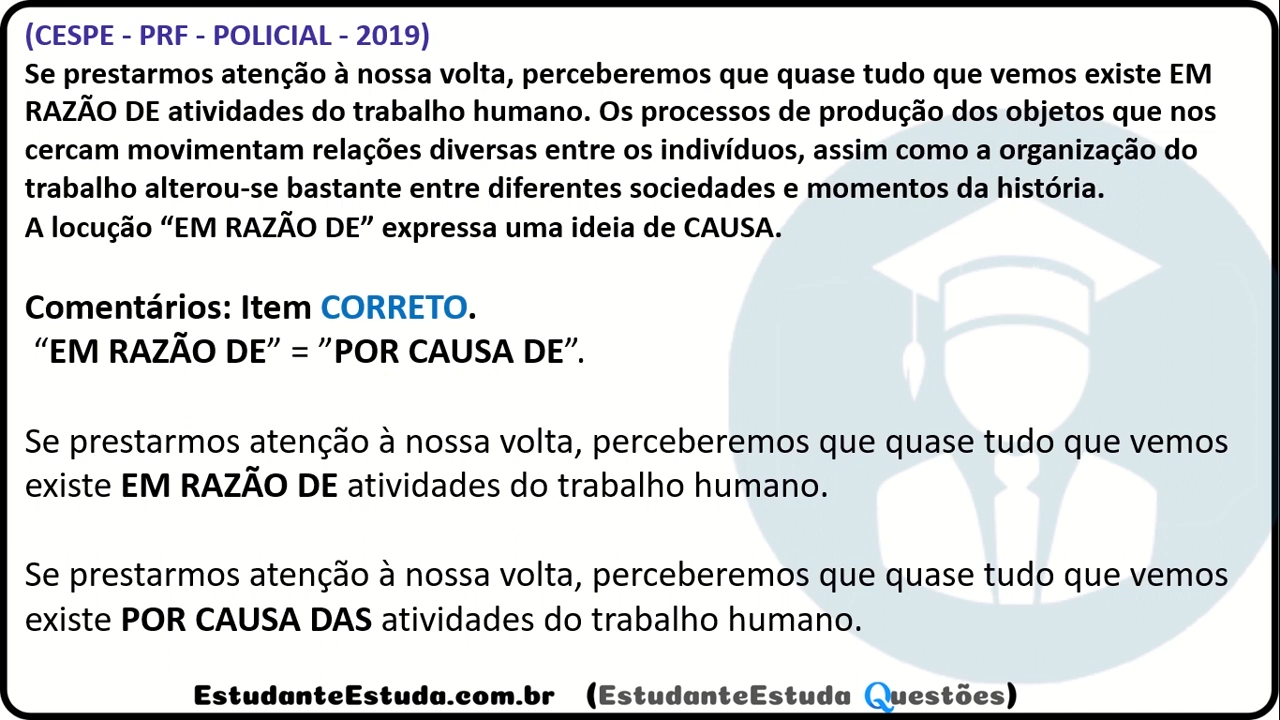 (CESPE - PRF - POLICIAL - 2019)
Se prestarmos atenção à nossa volta, perceberemos que quase tudo que vemos existe EM
RAZÃO DE atividades do trabalho humano. Os processos de produção dos objetos que nos
cercam movimentam relações diversas entre os indivíduos, assim como a organização do
trabalho alterou-se bastante entre diferentes sociedades e momentos da história.
A locução “EM RAZÃO DE” expressa uma ideia de CAUSA.
Comentários: Item CORRETO.
“EM RAZÃO DE” = ”POR CAUSA DE”.
Se prestarmos atenção à nossa volta, perceberemos que quase tudo que vemos
existe EM RAZÃO DE atividades do trabalho humano.
Se prestarmos atenção à nossa volta, perceberemos que quase tudo que vemos
existe POR CAUSA DAS atividades do trabalho humano.
EstudanteEstuda.com.br (EstudanteEstuda Questões)